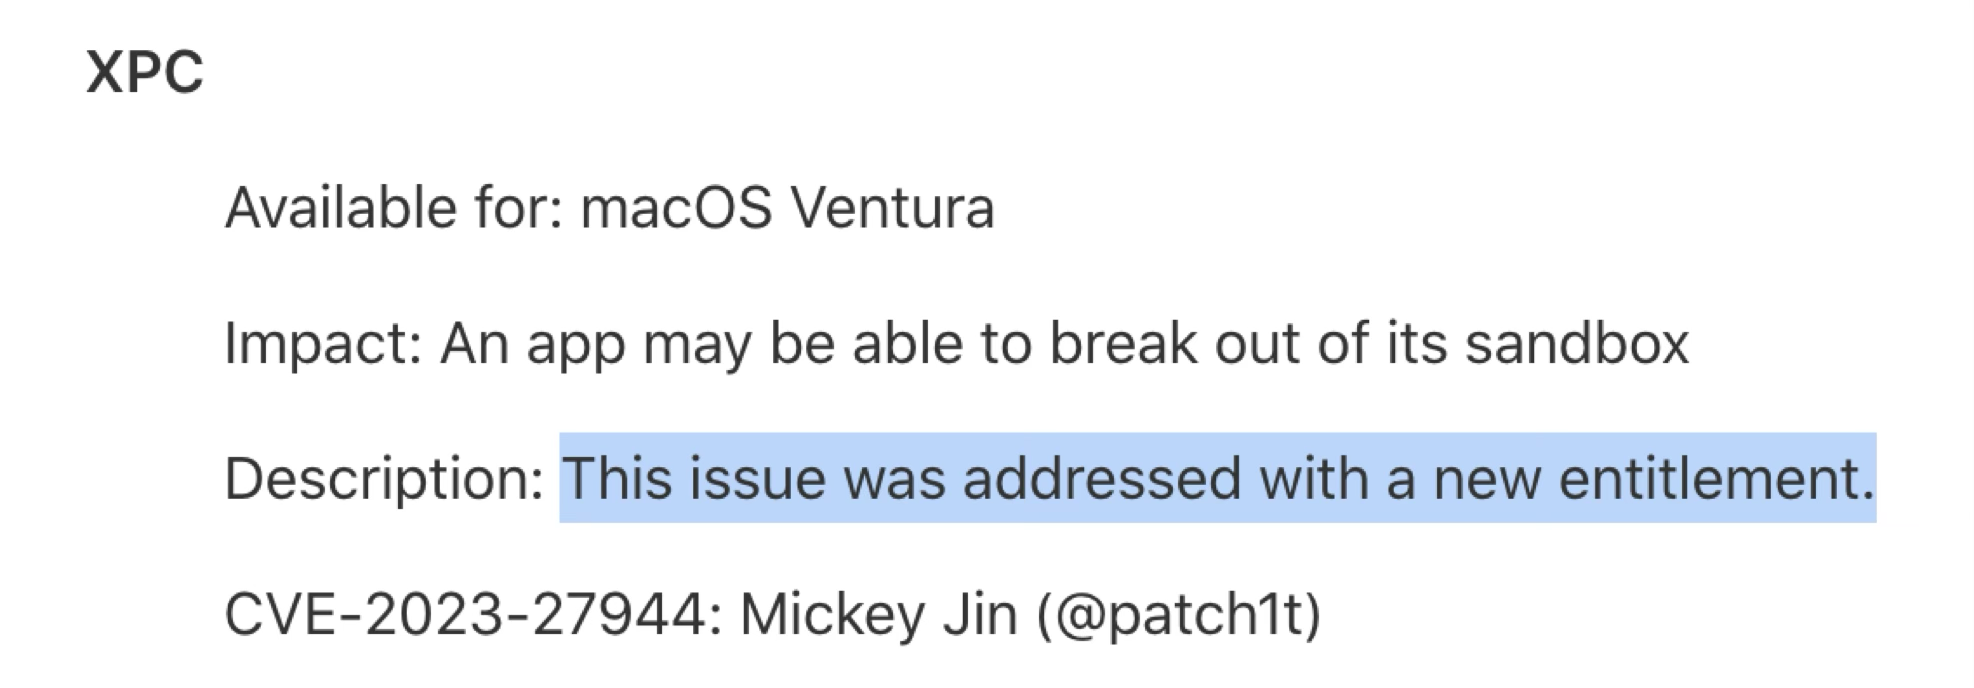 XPC
Available for: macOS Ventura
Impact: An app may be able to break out of its sandbox
Description: This issue was addressed with a new entitlement.
CVE-2023-27944: Mickey Jin (@patch1t)